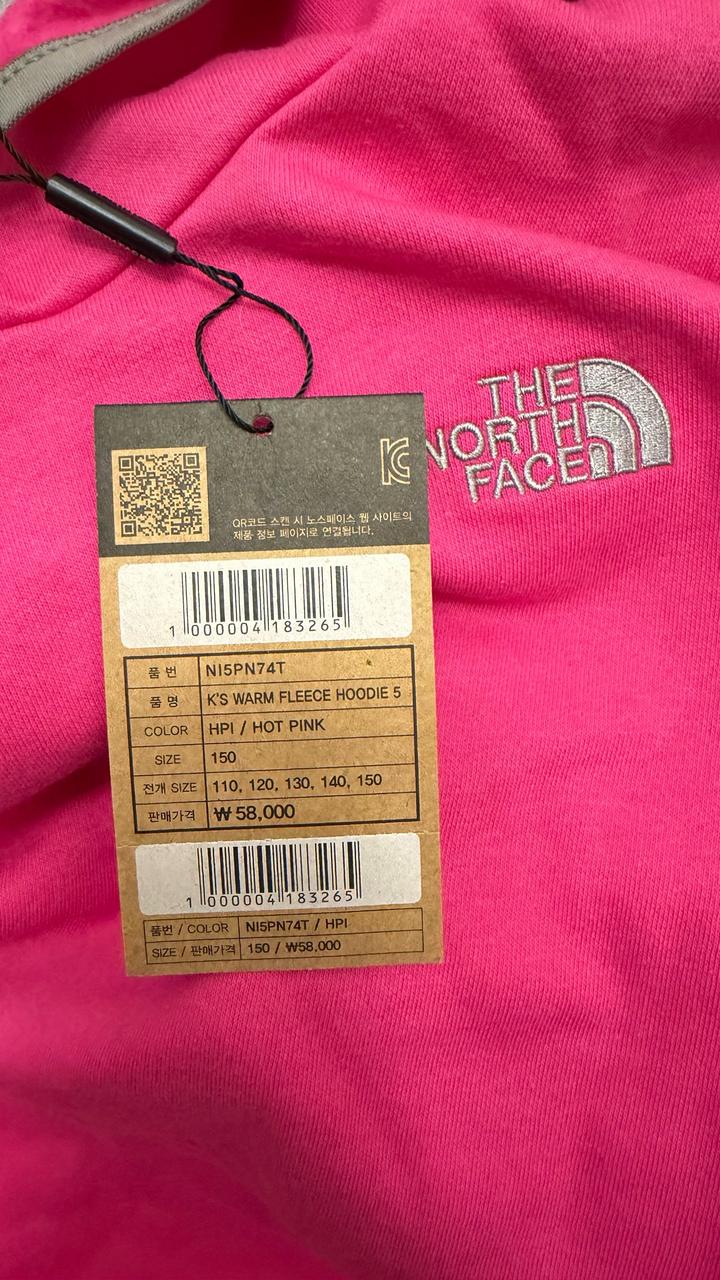 THE
NORTH
FACE
KC
QR코드 스캔 시 노스페이스 웹 사이트의
제품 정보 페이지로 연결됩니다.
1 000004 183265
품 번 NI5PN74T
품 명 K'S WARM FLEECE HOODIE 5
COLOR HPI / HOT PINK
SIZE 150
전개 SIZE 110, 120, 130, 140, 150
판매가격 ₩ 58,000
1 000004 183265
품번 / COLOR NI5PN74T / HPI
SIZE / 판매가격 150 / ₩58,000